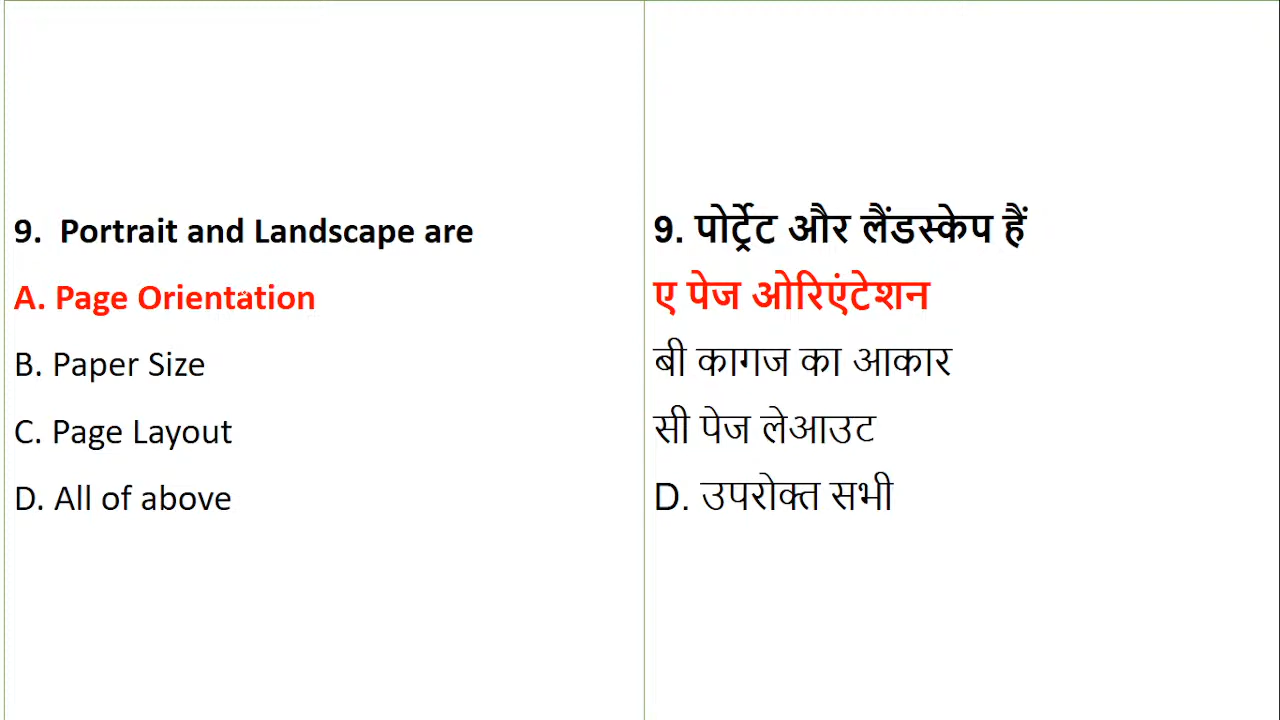 9. Portrait and Landscape are
A. Page Orientation
B. Paper Size
C. Page Layout
D. All of above
9. पोर्ट्रेट और लैंडस्केप हैं
ए पेज ओरिएंटेशन
बी कागज का आकार
सी पेज लेआउट
D. उपरोक्त सभी